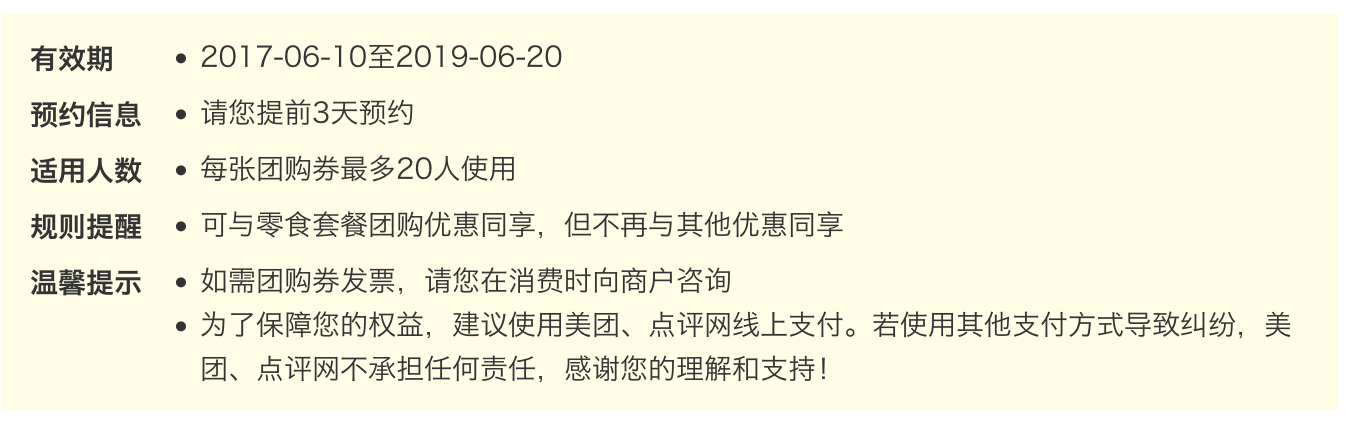 有效期 • 2017-06-10至2019-06-20
预约信息 • 请您提前3天预约
适用人数 • 每张团购券最多20人使用
规则提醒 • 可与零食套餐团购优惠同享，但不再与其他优惠同享
温馨提示 • 如需团购券发票，请您在消费时向商户咨询
• 为了保障您的权益，建议使用美团、点评网线上支付。若使用其他支付方式导致纠纷，美
团、点评网不承担任何责任，感谢您的理解和支持！